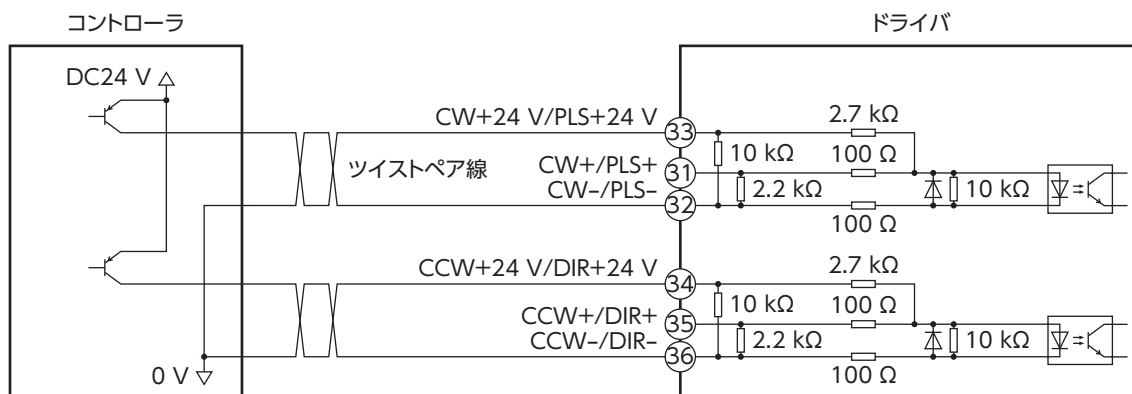 コントローラ
ドライバ
DC24 V
CW+24 V/PLS+24 V
33
2.7 kΩ
10 kΩ
100 Ω
ツイストペア線
CW+/PLS+
31
CW–/PLS–
2.2 kΩ
10 kΩ
32
100 Ω
CCW+24 V/DIR+24 V
34
2.7 kΩ
10 kΩ
100 Ω
CCW+/DIR+
35
CCW–/DIR–
2.2 kΩ
10 kΩ
36
100 Ω
0 V